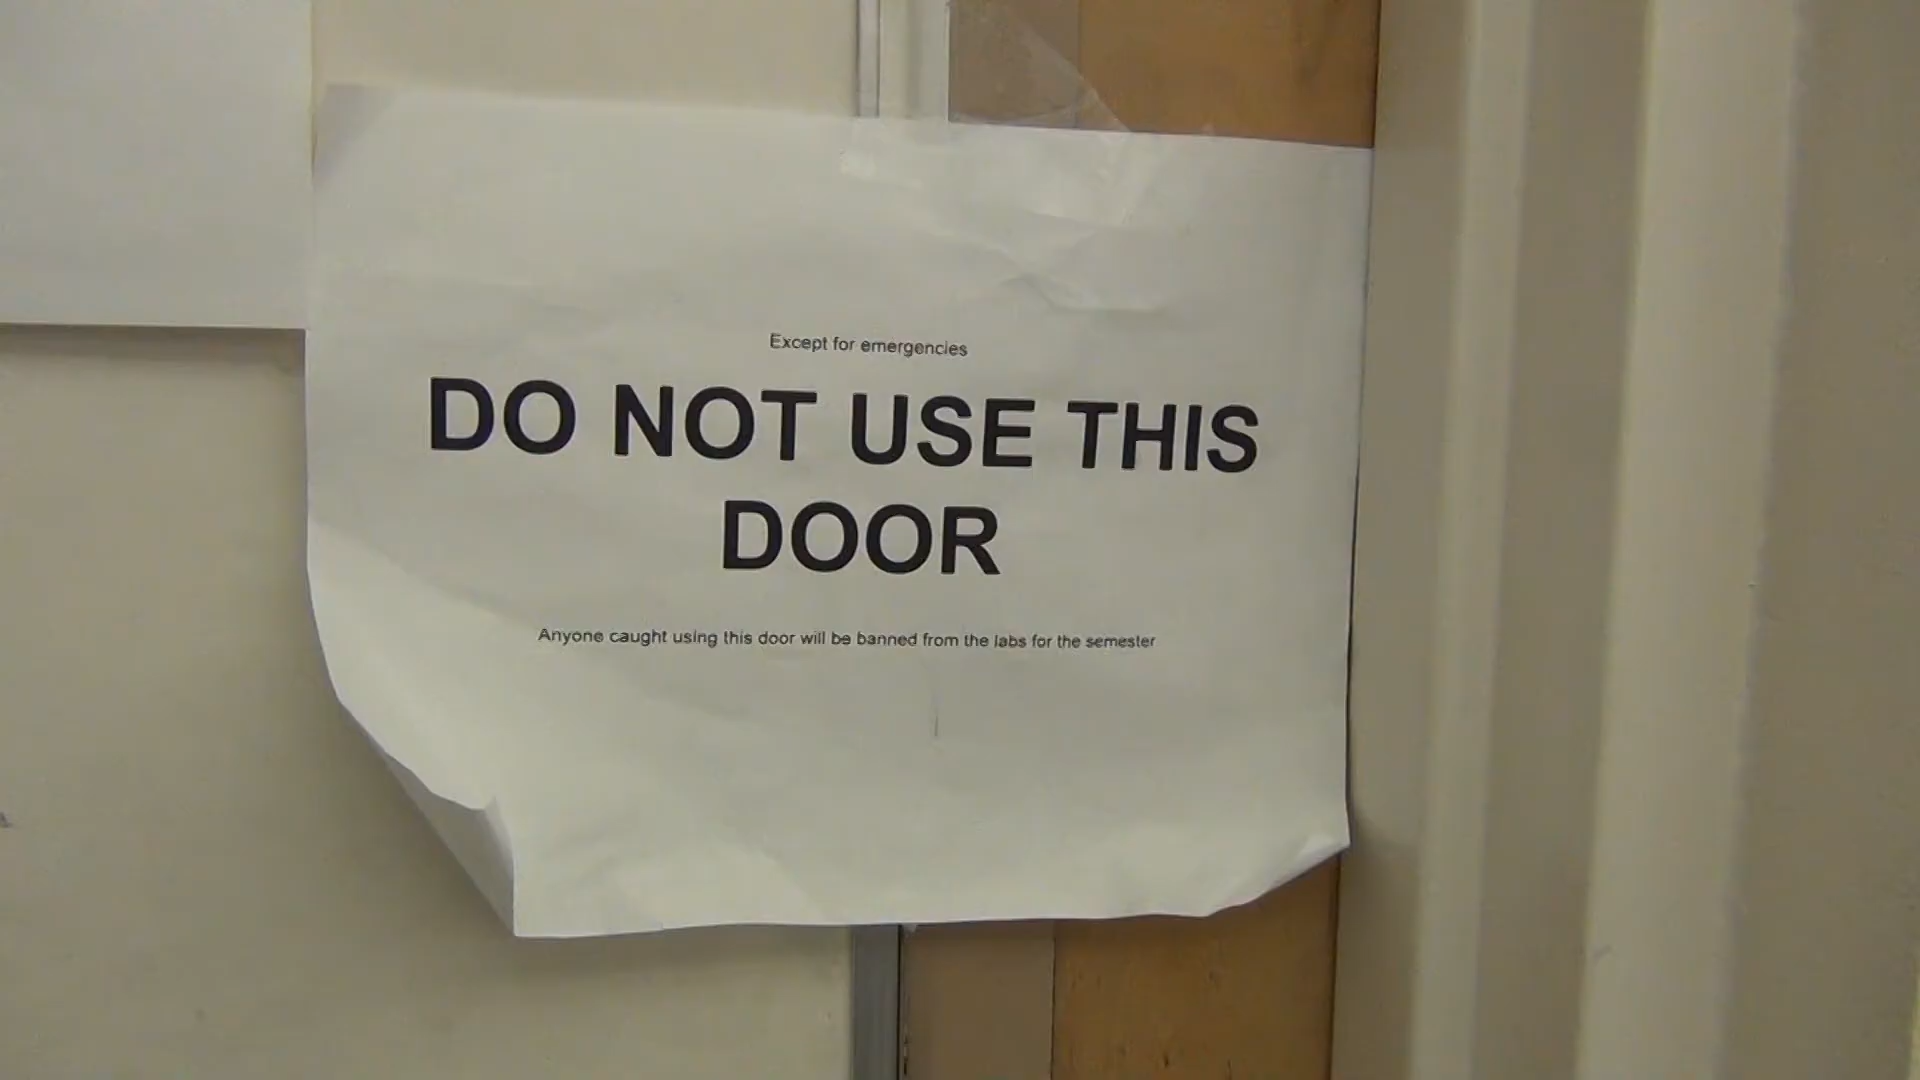 Except for emergencies
DO NOT USE THIS
DOOR
Anyone caught using this door will be banned from the labs for the semester